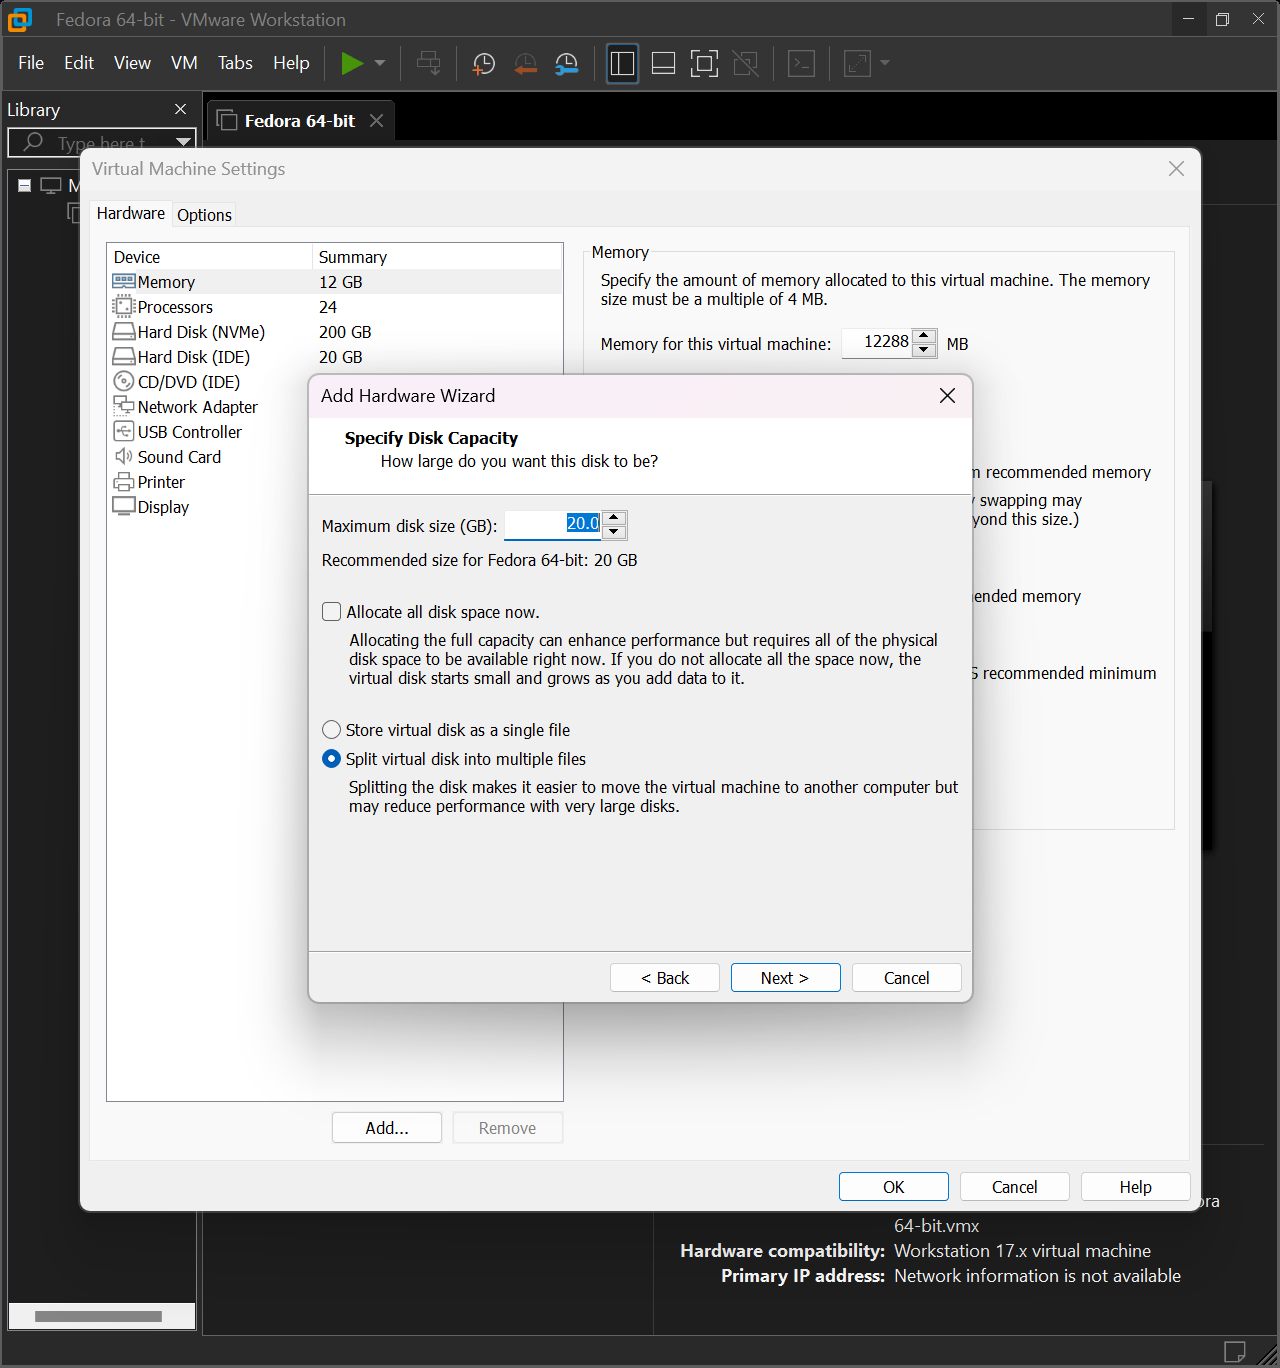 Fedora 64-bit - VMware Workstation
File Edit View VM Tabs Help
Library
Fedora 64-bit
Type here t
Virtual Machine Settings
M
Hardware Options
Device Summary
Memory 12 GB
Processors 24
Hard Disk (NVMe) 200 GB
Hard Disk (IDE) 20 GB
CD/DVD (IDE)
Network Adapter
USB Controller
Sound Card
Printer
Display
Memory
Specify the amount of memory allocated to this virtual machine. The memory
size must be a multiple of 4 MB.
Memory for this virtual machine: 12288 MB
recommended memory
swapping may
yond this size.)
ended memory
recommended minimum
Add Hardware Wizard
Specify Disk Capacity
How large do you want this disk to be?
Maximum disk size (GB): 20.0
Recommended size for Fedora 64-bit: 20 GB
Allocate all disk space now.
Allocating the full capacity can enhance performance but requires all of the physical
disk space to be available right now. If you do not allocate all the space now, the
virtual disk starts small and grows as you add data to it.
Store virtual disk as a single file
Split virtual disk into multiple files
Splitting the disk makes it easier to move the virtual machine to another computer but
may reduce performance with very large disks.
< Back Next > Cancel
Add... Remove
OK Cancel Help
ora
64-bit.vmx
Hardware compatibility: Workstation 17.x virtual machine
Primary IP address: Network information is not available